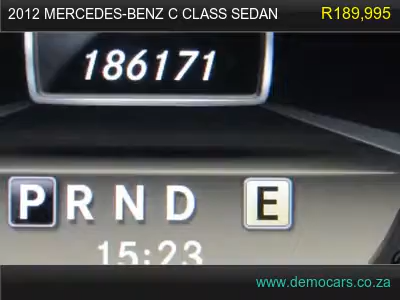 2012 MERCEDES-BENZ C CLASS SEDAN R189,995
186171
P R N D E
15:23
www.democars.co.za